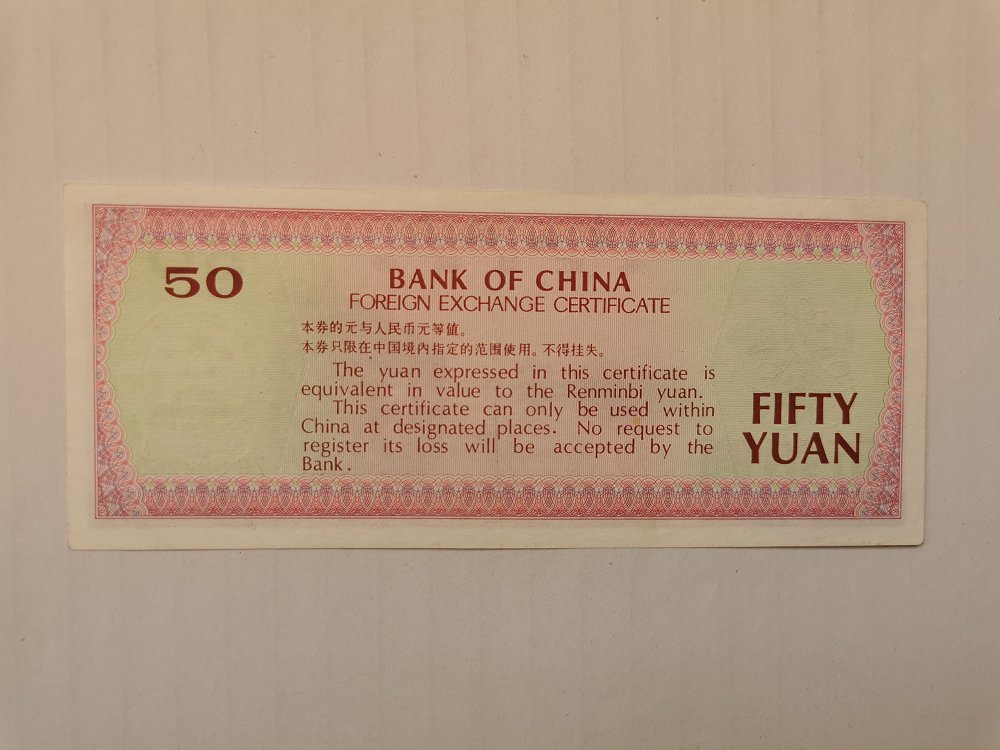 50
BANK OF CHINA
FOREIGN EXCHANGE CERTIFICATE
本券的元与人民币元等值。
本券只限在中国境内指定的范围使用。不得挂失。
The yuan expressed in this certificate is
equivalent in value to the Renminbi yuan.
This certificate can only be used within
China at designated places. No request to
register its loss will be accepted by the
Bank.
FIFTY
YUAN